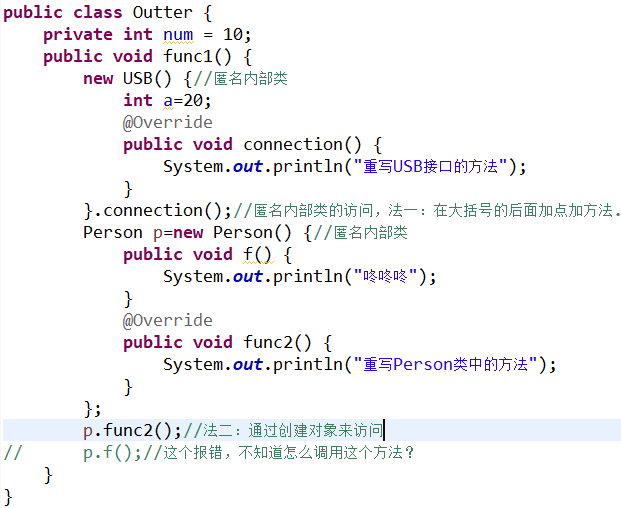 public class Outter {
    private int num = 10;
    public void func1() {
        new USB() {//匿名内部类
            int a=20;
            @Override
            public void connection() {
                System.out.println("重写USB接口的方法");
            }
        }.connection();//匿名内部类的访问，法一：在大括号的后面加点加方法.
        Person p=new Person() {//匿名内部类
            public void f() {
                System.out.println("咚咚咚");
            }
            @Override
            public void func2() {
                System.out.println("重写Person类中的方法");
            }
        };
        p.func2();//法二：通过创建对象来访问
//      p.f();//这个报错，不知道怎么调用这个方法？
    }
}